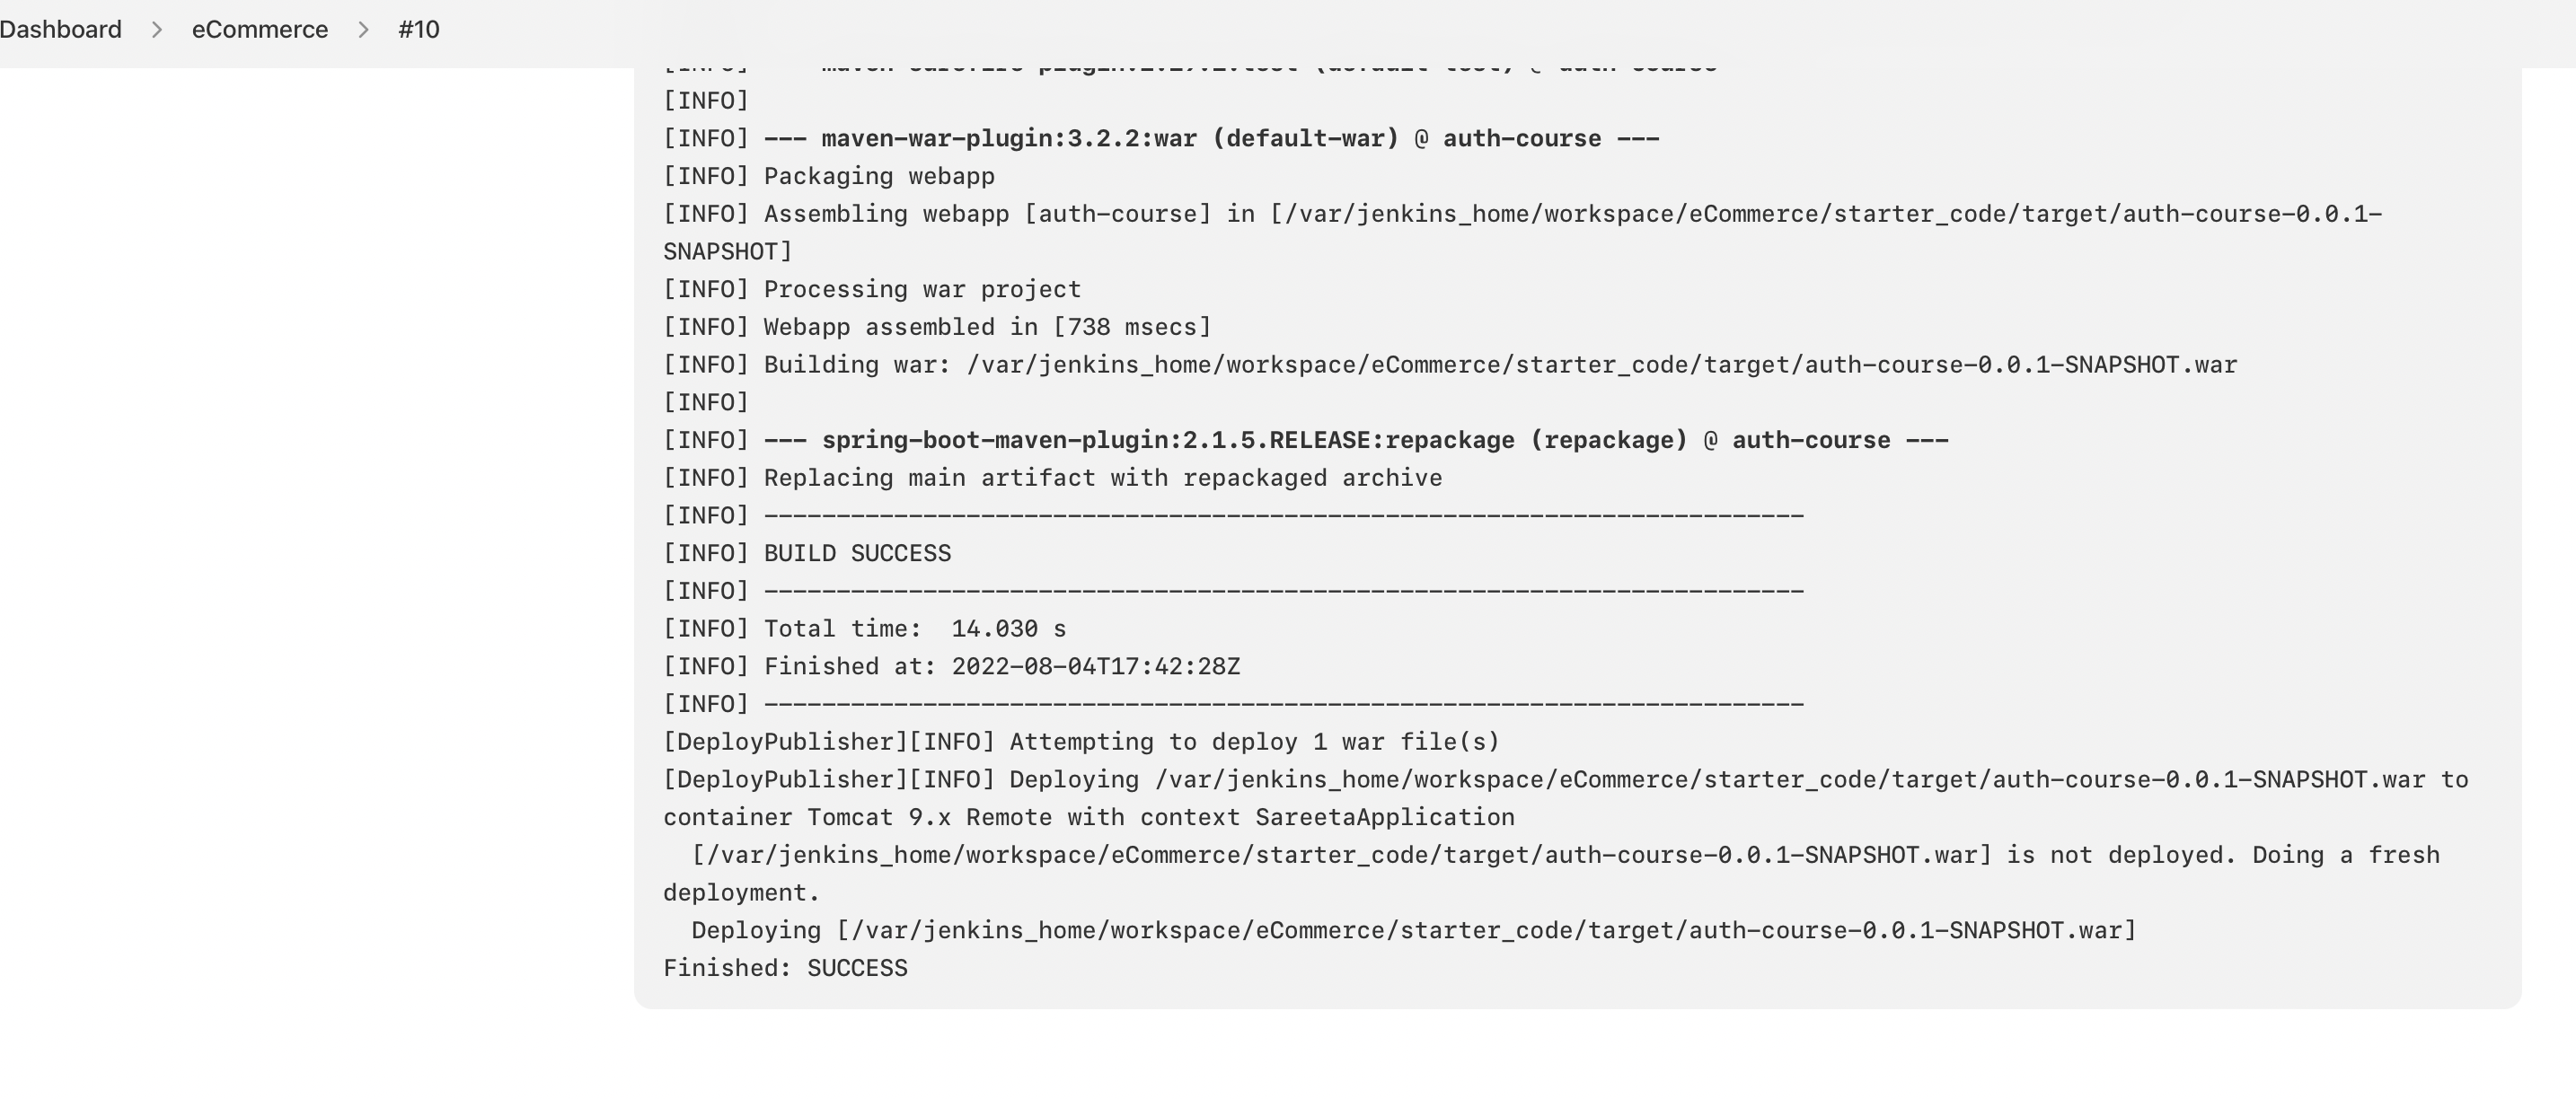 Dashboard > eCommerce > #10
[INFO]
[INFO] --- maven-war-plugin:3.2.2:war (default-war) @ auth-course ---
[INFO] Packaging webapp
[INFO] Assembling webapp [auth-course] in [/var/jenkins_home/workspace/eCommerce/starter_code/target/auth-course-0.0.1-
SNAPSHOT]
[INFO] Processing war project
[INFO] Webapp assembled in [738 msecs]
[INFO] Building war: /var/jenkins_home/workspace/eCommerce/starter_code/target/auth-course-0.0.1-SNAPSHOT.war
[INFO]
[INFO] --- spring-boot-maven-plugin:2.1.5.RELEASE:repackage (repackage) @ auth-course ---
[INFO] Replacing main artifact with repackaged archive
[INFO] ------------------------------------------------------------------------
[INFO] BUILD SUCCESS
[INFO] ------------------------------------------------------------------------
[INFO] Total time:  14.030 s
[INFO] Finished at: 2022-08-04T17:42:28Z
[INFO] ------------------------------------------------------------------------
[DeployPublisher][INFO] Attempting to deploy 1 war file(s)
[DeployPublisher][INFO] Deploying /var/jenkins_home/workspace/eCommerce/starter_code/target/auth-course-0.0.1-SNAPSHOT.war to
container Tomcat 9.x Remote with context SareetaApplication
  [/var/jenkins_home/workspace/eCommerce/starter_code/target/auth-course-0.0.1-SNAPSHOT.war] is not deployed. Doing a fresh
deployment.
  Deploying [/var/jenkins_home/workspace/eCommerce/starter_code/target/auth-course-0.0.1-SNAPSHOT.war]
Finished: SUCCESS